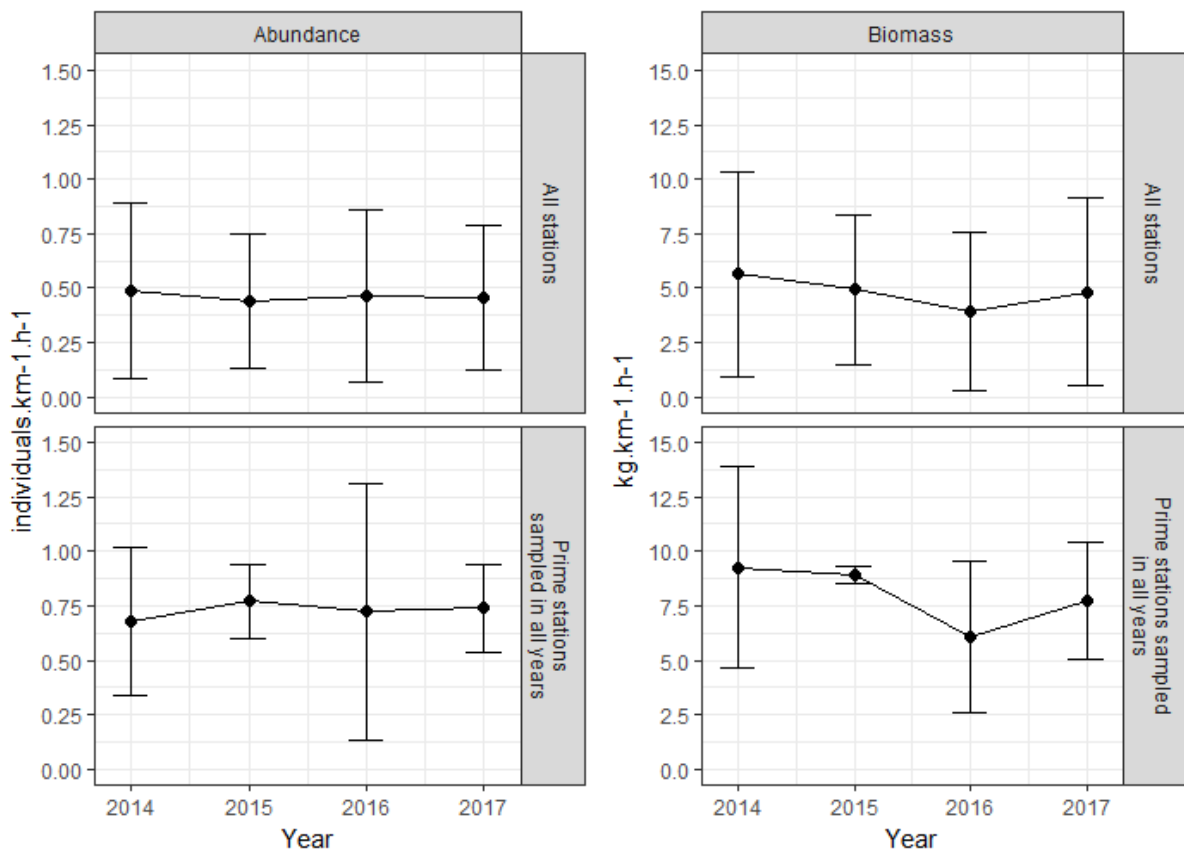 Abundance
individuals.km-1.h-1
1.50
1.25
1.00
0.75
0.50
0.25
0.00
All stations
1.50
1.25
1.00
0.75
0.50
0.25
0.00
Prime stations
sampled in all years
2014 2015 2016 2017
Year
Biomass
kg.km-1.h-1
15.0
12.5
10.0
7.5
5.0
2.5
0.0
All stations
15.0
12.5
10.0
7.5
5.0
2.5
0.0
Prime stations sampled
in all years
2014 2015 2016 2017
Year